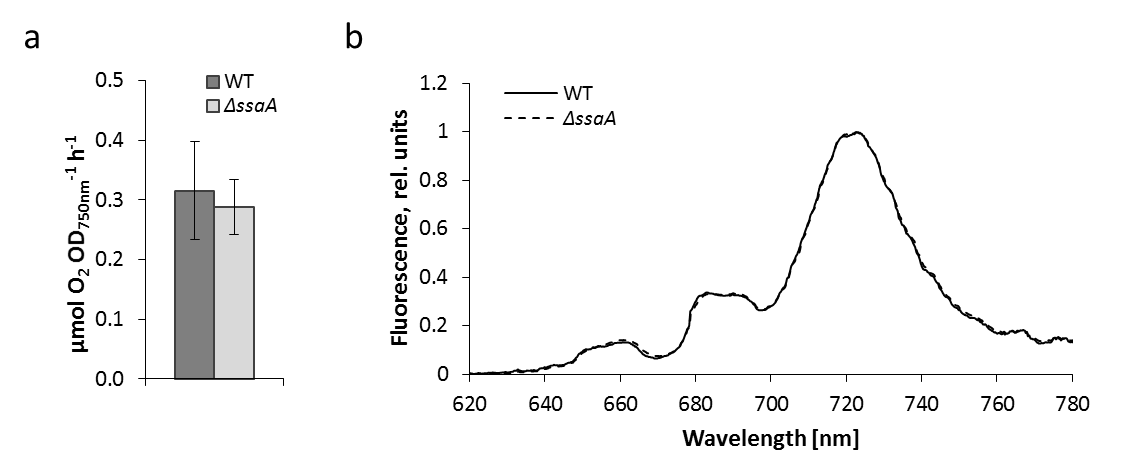 a
b
WT
ΔssaA
0.5
0.4
0.3
0.2
0.1
0.0
µmol O2 OD750nm-1 h-1
WT
ΔssaA
1.2
1
0.8
0.6
0.4
0.2
0
Fluorescence, rel. units
620 640 660 680 700 720 740 760 780
Wavelength [nm]